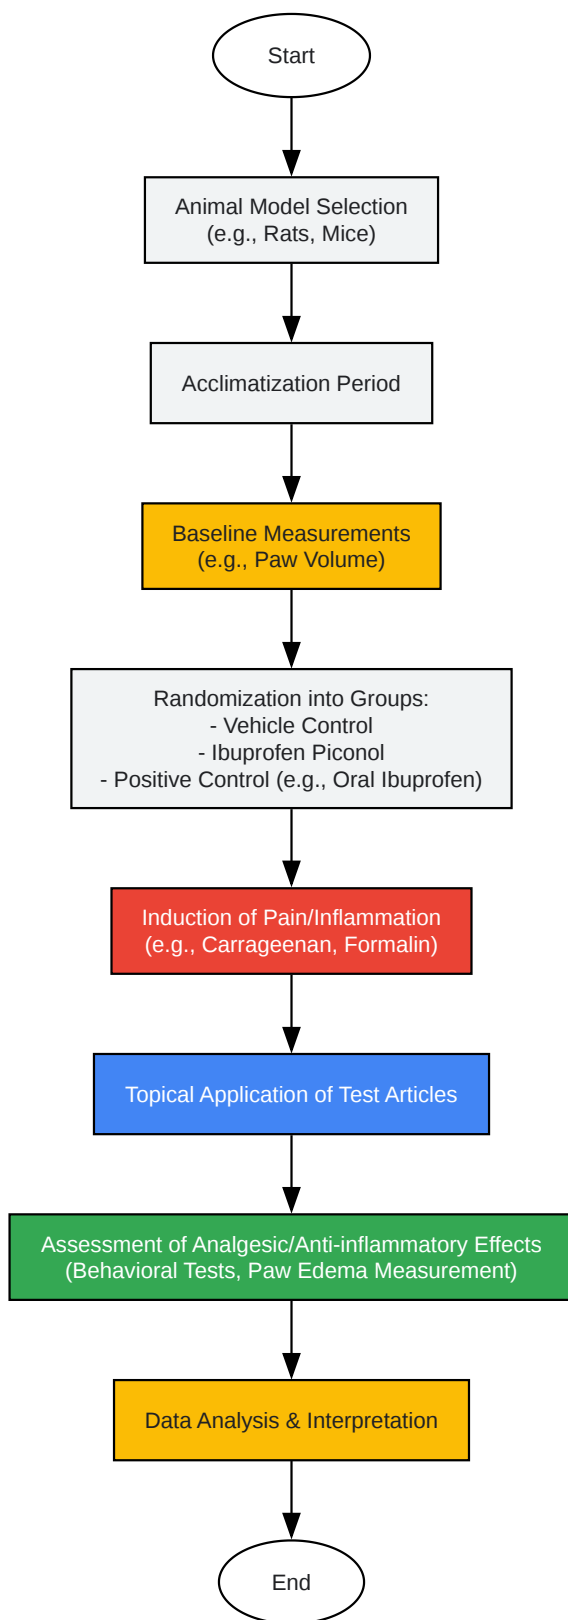 Start
Animal Model Selection
(e.g., Rats, Mice)
Acclimatization Period
Baseline Measurements
(e.g., Paw Volume)
Randomization into Groups:
- Vehicle Control
- Ibuprofen Piconol
- Positive Control (e.g., Oral Ibuprofen)
Induction of Pain/Inflammation
(e.g., Carrageenan, Formalin)
Topical Application of Test Articles
Assessment of Analgesic/Anti-inflammatory Effects
(Behavioral Tests, Paw Edema Measurement)
Data Analysis & Interpretation
End